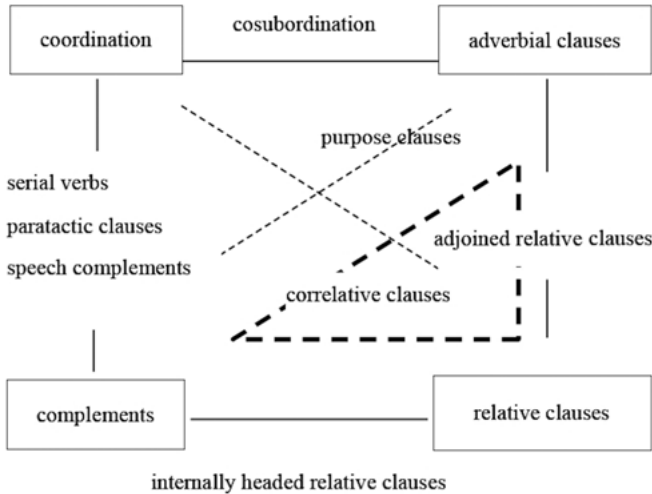 cosubordination
coordination
adverbial clauses
purpose clauses
serial verbs
paratactic clauses
speech complements
adjoined relative clauses
correlative clauses
complements
relative clauses
internally headed relative clauses